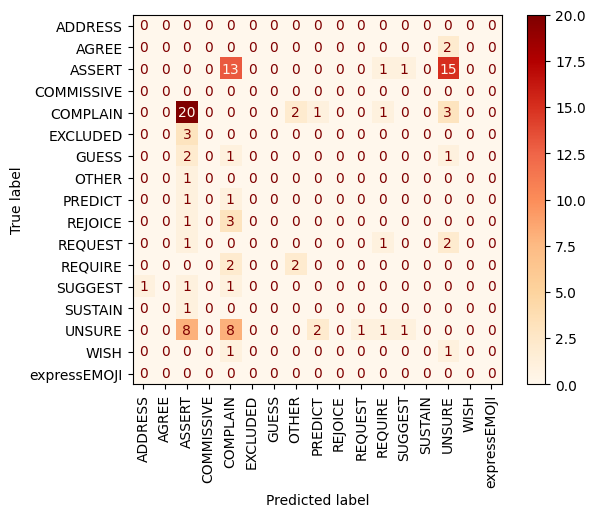 ADDRESS 0 0 0 0 0 0 0 0 0 0 0 0 0 0 0 0 0
AGREE 0 0 0 0 0 0 0 0 0 0 0 0 0 0 2 0 0
ASSERT 0 0 0 0 13 0 0 0 0 0 0 1 1 0 15 0 0
COMMISSIVE 0 0 0 0 0 0 0 0 0 0 0 0 0 0 0 0 0
COMPLAIN 0 0 20 0 0 0 0 2 1 0 0 1 0 0 3 0 0
EXCLUDED 0 0 3 0 0 0 0 0 0 0 0 0 0 0 0 0 0
GUESS 0 0 2 0 1 0 0 0 0 0 0 0 0 0 1 0 0
OTHER 0 0 1 0 0 0 0 0 0 0 0 0 0 0 0 0 0
PREDICT 0 0 1 0 1 0 0 0 0 0 0 0 0 0 0 0 0
REJOICE 0 0 1 0 3 0 0 0 0 0 0 0 0 0 0 0 0
REQUEST 0 0 1 0 0 0 0 0 0 0 0 1 0 0 2 0 0
REQUIRE 0 0 0 0 2 0 0 2 0 0 0 0 0 0 0 0 0
SUGGEST 1 0 1 0 1 0 0 0 0 0 0 0 0 0 0 0 0
SUSTAIN 0 0 1 0 0 0 0 0 0 0 0 0 0 0 0 0 0
UNSURE 0 0 8 0 8 0 0 0 2 0 1 1 1 0 0 0 0
WISH 0 0 0 0 1 0 0 0 0 0 0 0 0 0 1 0 0
expressEMOJI 0 0 0 0 0 0 0 0 0 0 0 0 0 0 0 0 0
True label
ADDRESS
AGREE
ASSERT
COMMISSIVE
COMPLAIN
EXCLUDED
GUESS
OTHER
PREDICT
REJOICE
REQUEST
REQUIRE
SUGGEST
SUSTAIN
UNSURE
WISH
expressEMOJI
Predicted label
20.0
17.5
15.0
12.5
10.0
7.5
5.0
2.5
0.0